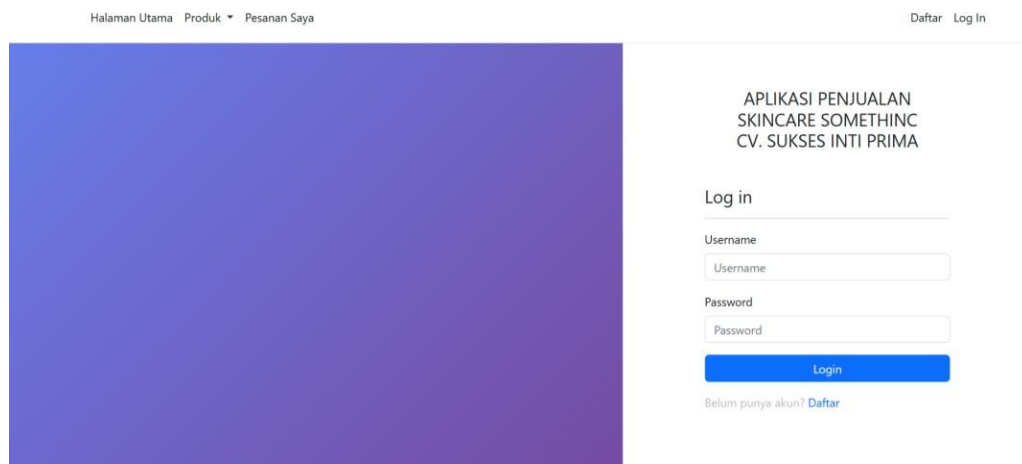 Halaman Utama Produk Pesanan Saya Daftar Log In
APLIKASI PENJUALAN
SKINCARE SOMETHINC
CV. SUKSES INTI PRIMA
Log in
Username
Username
Password
Password
Login
Belum punya akun? Daftar